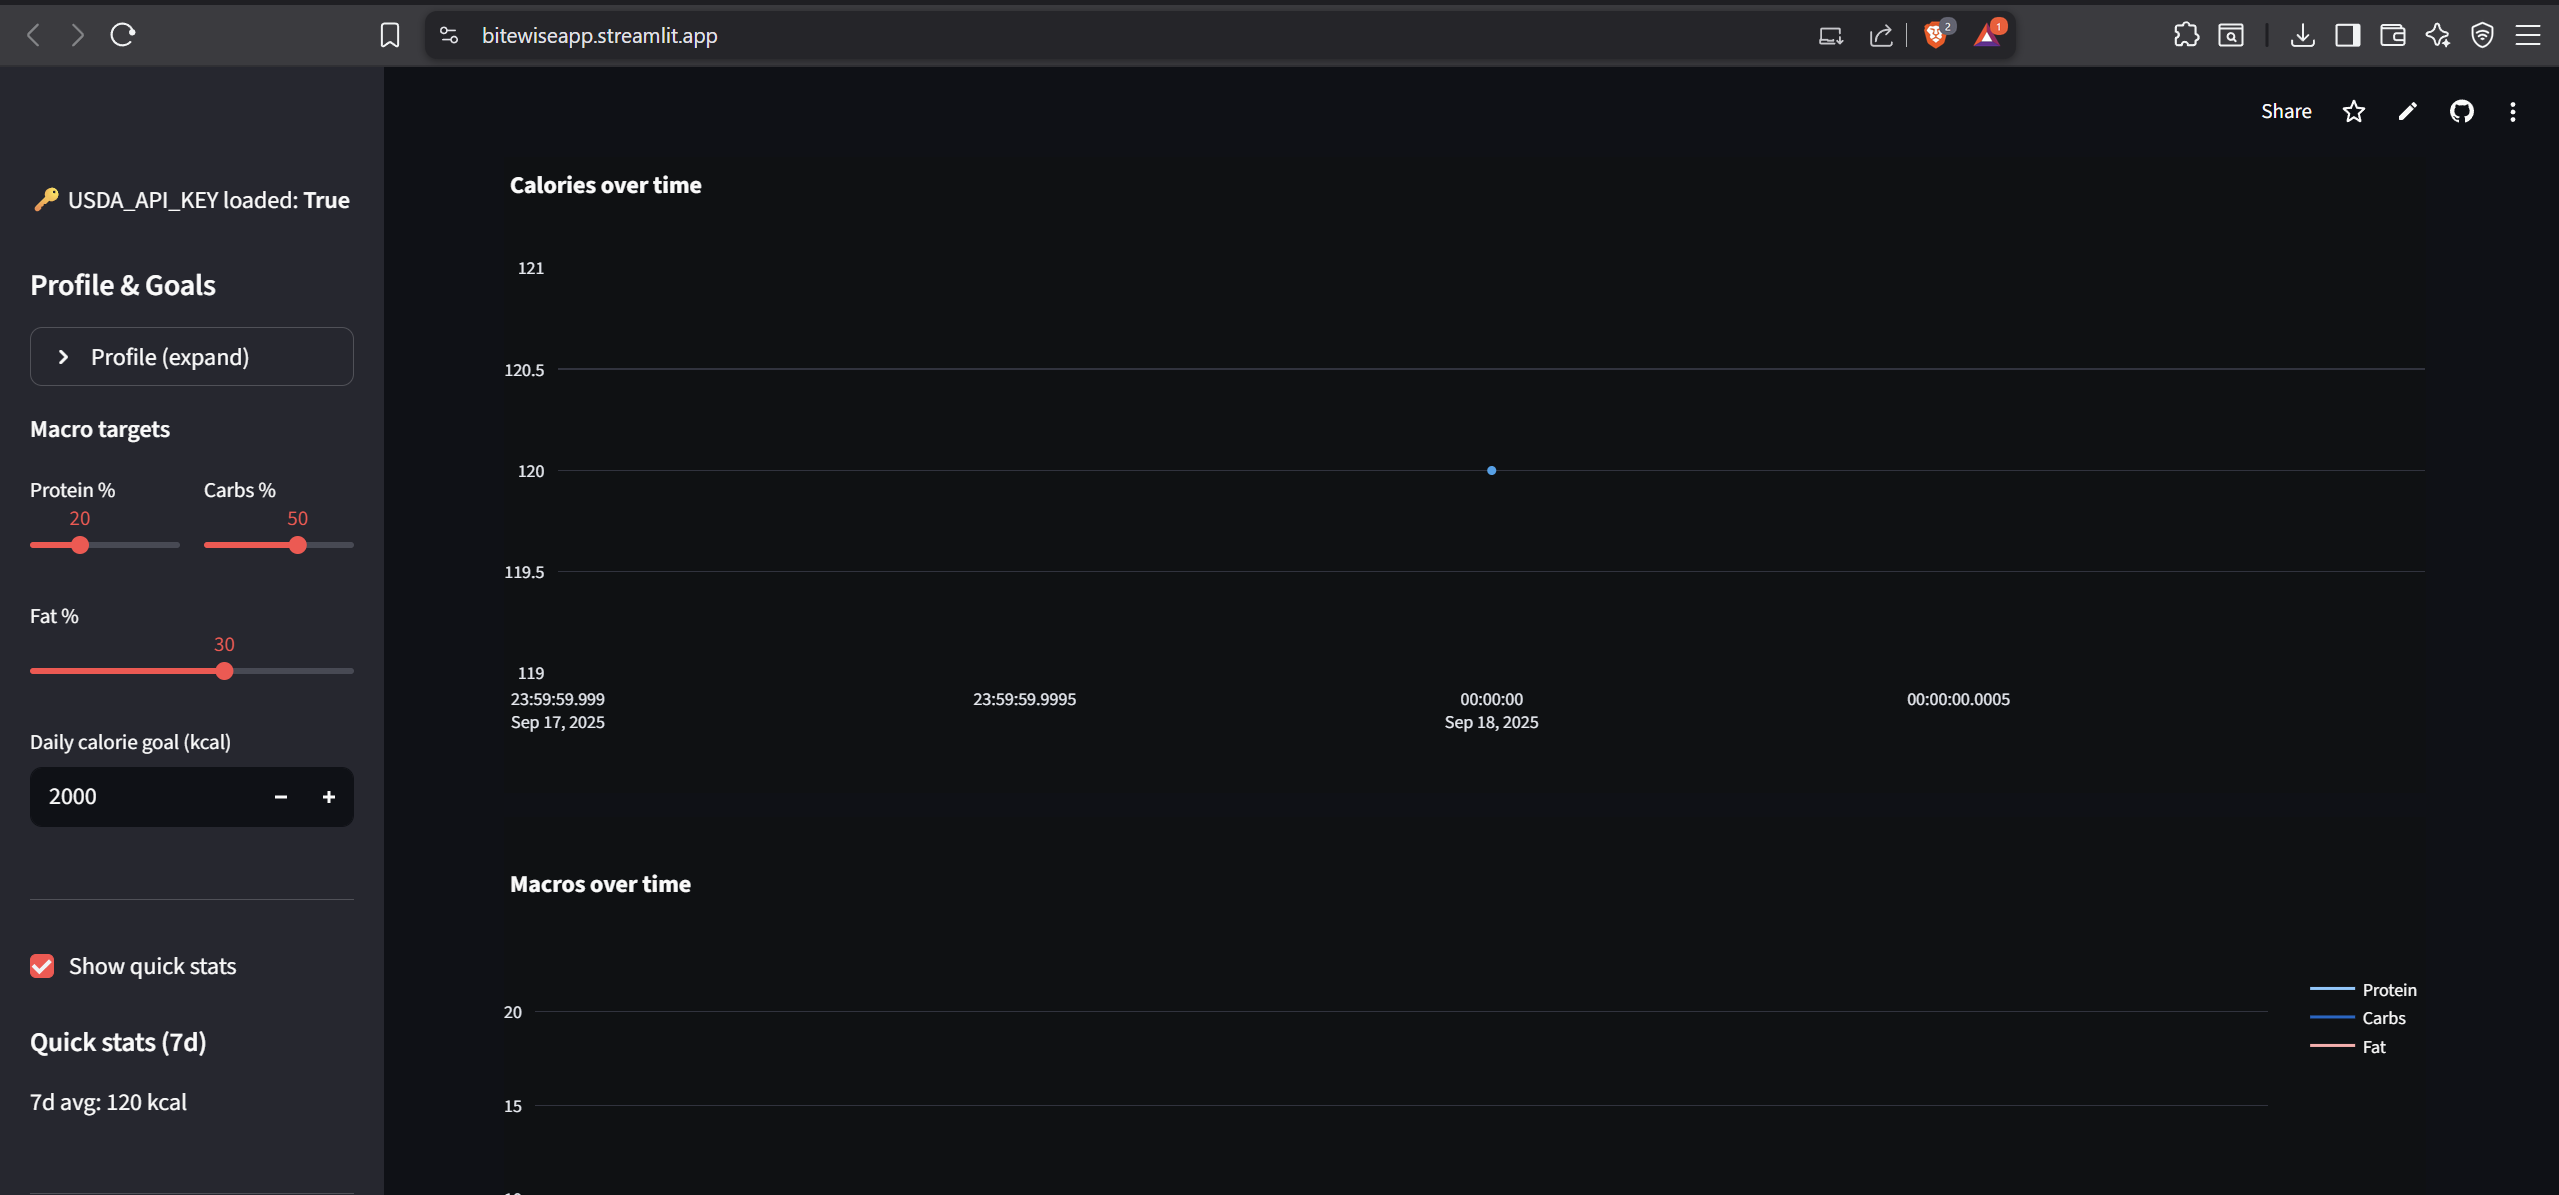 bitewiseapp.streamlit.app
2
1
Share
🔑 USDA_API_KEY loaded: True
Profile & Goals
Profile (expand)
Macro targets
Protein %
Carbs %
20
50
Fat %
30
Daily calorie goal (kcal)
2000
Show quick stats
Quick stats (7d)
7d avg: 120 kcal
Calories over time
121
120.5
120
119.5
119
23:59:59.999
23:59:59.9995
00:00:00
00:00:00.0005
Sep 17, 2025
Sep 18, 2025
Macros over time
20
15
Protein
Carbs
Fat